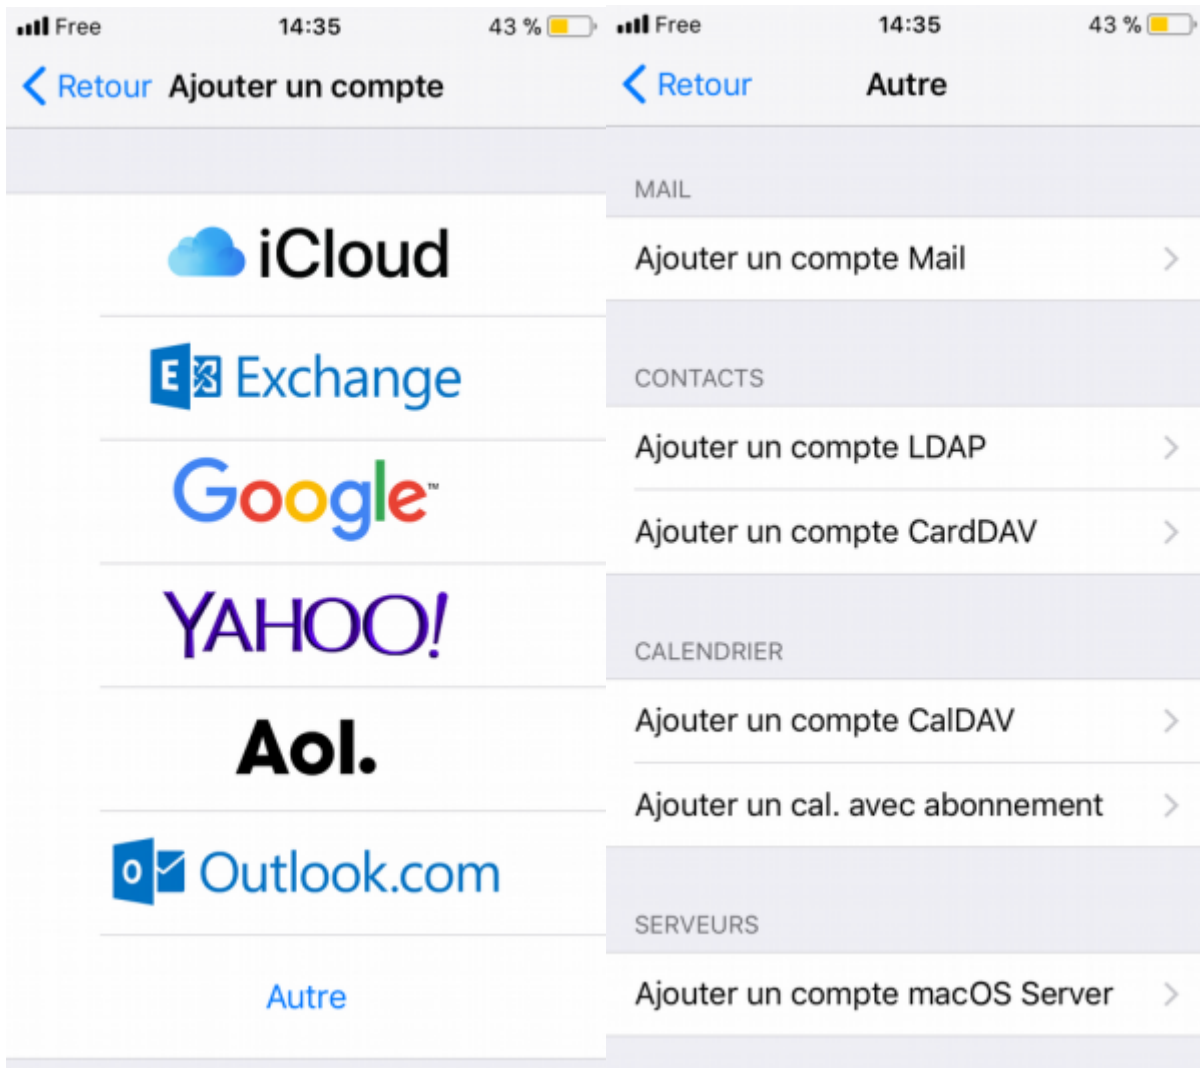 Free 14:35 43 %
Retour Ajouter un compte
iCloud
Exchange
Google™
YAHOO!
Aol.
Outlook.com
Autre
Free 14:35 43 %
Retour Autre
MAIL
Ajouter un compte Mail
CONTACTS
Ajouter un compte LDAP
Ajouter un compte CardDAV
CALENDRIER
Ajouter un compte CalDAV
Ajouter un cal. avec abonnement
SERVEURS
Ajouter un compte macOS Server